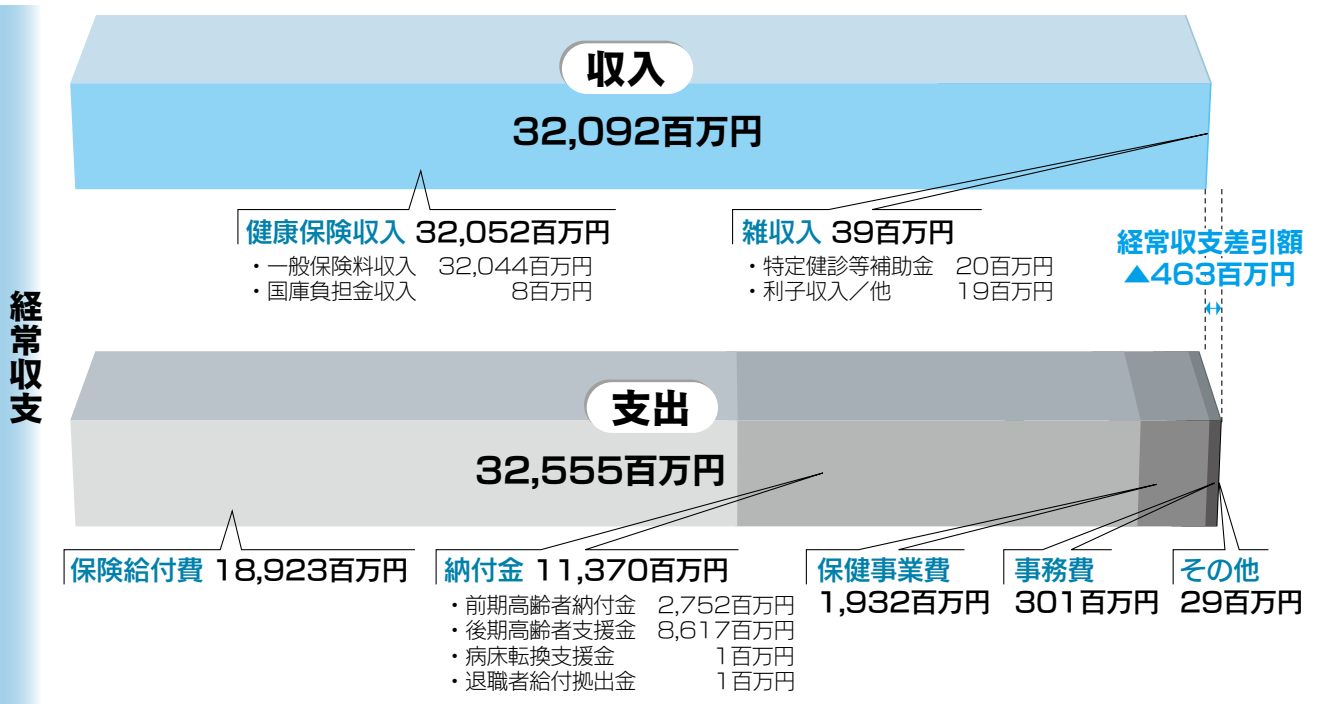 経常収支
収入
32,092百万円
健康保険収入 32,052百万円
・一般保険料収入 32,044百万円
・国庫負担金収入 8百万円
雑収入 39百万円
・特定健診等補助金 20百万円
・利子収入／他 19百万円
経常収支差引額
▲463百万円
支出
32,555百万円
保険給付費 18,923百万円
納付金 11,370百万円
・前期高齢者納付金 2,752百万円
・後期高齢者支援金 8,617百万円
・病床転換支援金 1百万円
・退職者給付拠出金 1百万円
保健事業費
1,932百万円
事務費
301百万円
その他
29百万円